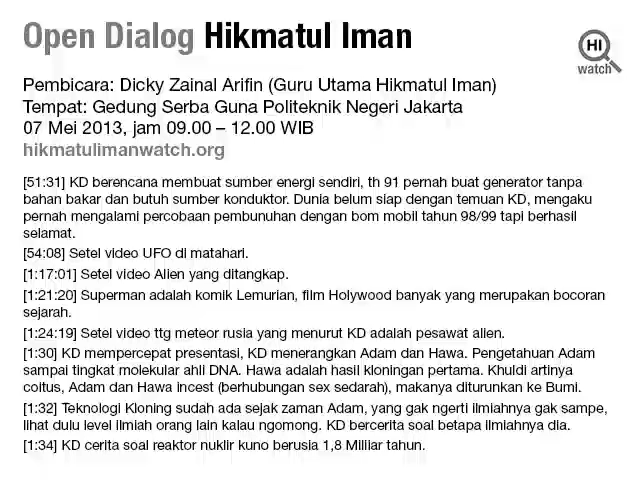 Open Dialog Hikmatul Iman
HI
watch
Pembicara: Dicky Zainal Arifin (Guru Utama Hikmatul Iman)
Tempat: Gedung Serba Guna Politeknik Negeri Jakarta
07 Mei 2013, jam 09.00 – 12.00 WIB
hikmatulimanwatch.org
[51:31] KD berencana membuat sumber energi sendiri, th 91 pernah buat generator tanpa
bahan bakar dan butuh sumber konduktor. Dunia belum siap dengan temuan KD, mengaku
pernah mengalami percobaan pembunuhan dengan bom mobil tahun 98/99 tapi berhasil
selamat.
[54:08] Setel video UFO di matahari.
[1:17:01] Setel video Alien yang ditangkap.
[1:21:20] Superman adalah komik Lemurian, film Holywood banyak yang merupakan bocoran
sejarah.
[1:24:19] Setel video ttg meteor rusia yang menurut KD adalah pesawat alien.
[1:30] KD mempercepat presentasi, KD menerangkan Adam dan Hawa. Pengetahuan Adam
sampai tingkat molekular ahli DNA. Hawa adalah hasil kloningan pertama. Khuldi artinya
coitus, Adam dan Hawa incest (berhubungan sex sedarah), makanya diturunkan ke Bumi.
[1:32] Teknologi Kloning sudah ada sejak zaman Adam, yang gak ngerti ilmiahnya gak sampe,
lihat dulu level ilmiah orang lain kalau ngomong. KD bercerita soal betapa ilmiahnya dia.
[1:34] KD cerita soal reaktor nuklir kuno berusia 1,8 Miliar tahun.